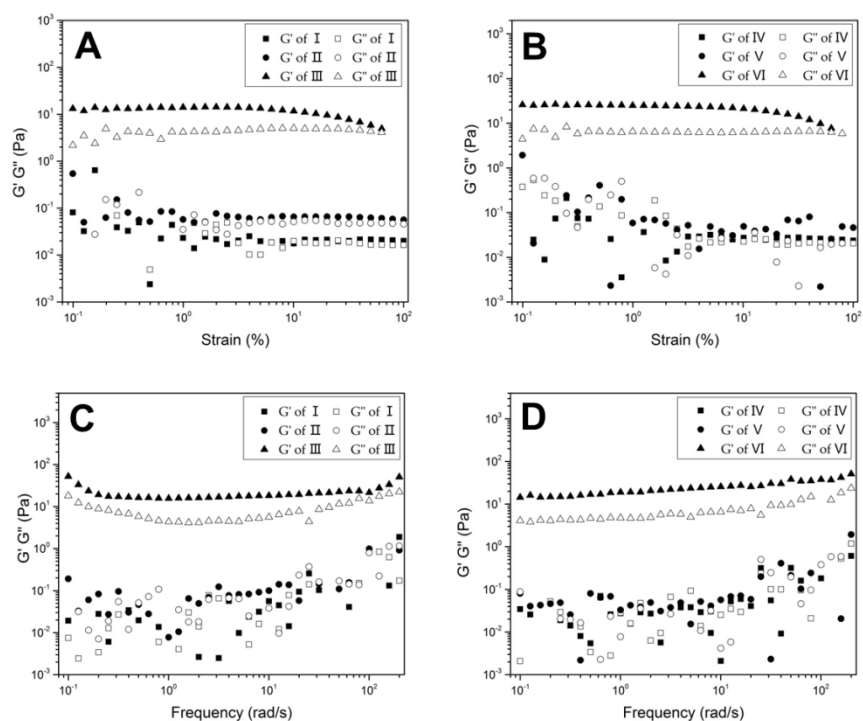 A
G' of Ⅰ G" of Ⅰ
G' of Ⅱ G" of Ⅱ
G' of Ⅲ G" of Ⅲ
G' G" (Pa)
10⁴
10³
10²
10¹
10⁰
10⁻¹
10⁻²
10⁻³
10⁻¹ 10⁰ 10¹ 10²
Strain (%)
B
G' of Ⅳ G" of Ⅳ
G' of Ⅴ G" of Ⅴ
G' of Ⅵ G" of Ⅵ
G' G" (Pa)
10⁴
10³
10²
10¹
10⁰
10⁻¹
10⁻²
10⁻³
10⁻¹ 10⁰ 10¹ 10²
Strain (%)
C
G' of Ⅰ G" of Ⅰ
G' of Ⅱ G" of Ⅱ
G' of Ⅲ G" of Ⅲ
G' G" (Pa)
10³
10²
10¹
10⁰
10⁻¹
10⁻²
10⁻³
10⁻¹ 10⁰ 10¹ 10²
Frequency (rad/s)
D
G' of Ⅳ G" of Ⅳ
G' of Ⅴ G" of Ⅴ
G' of Ⅵ G" of Ⅵ
G' G" (Pa)
10³
10²
10¹
10⁰
10⁻¹
10⁻²
10⁻³
10⁻¹ 10⁰ 10¹ 10²
Frequency (rad/s)